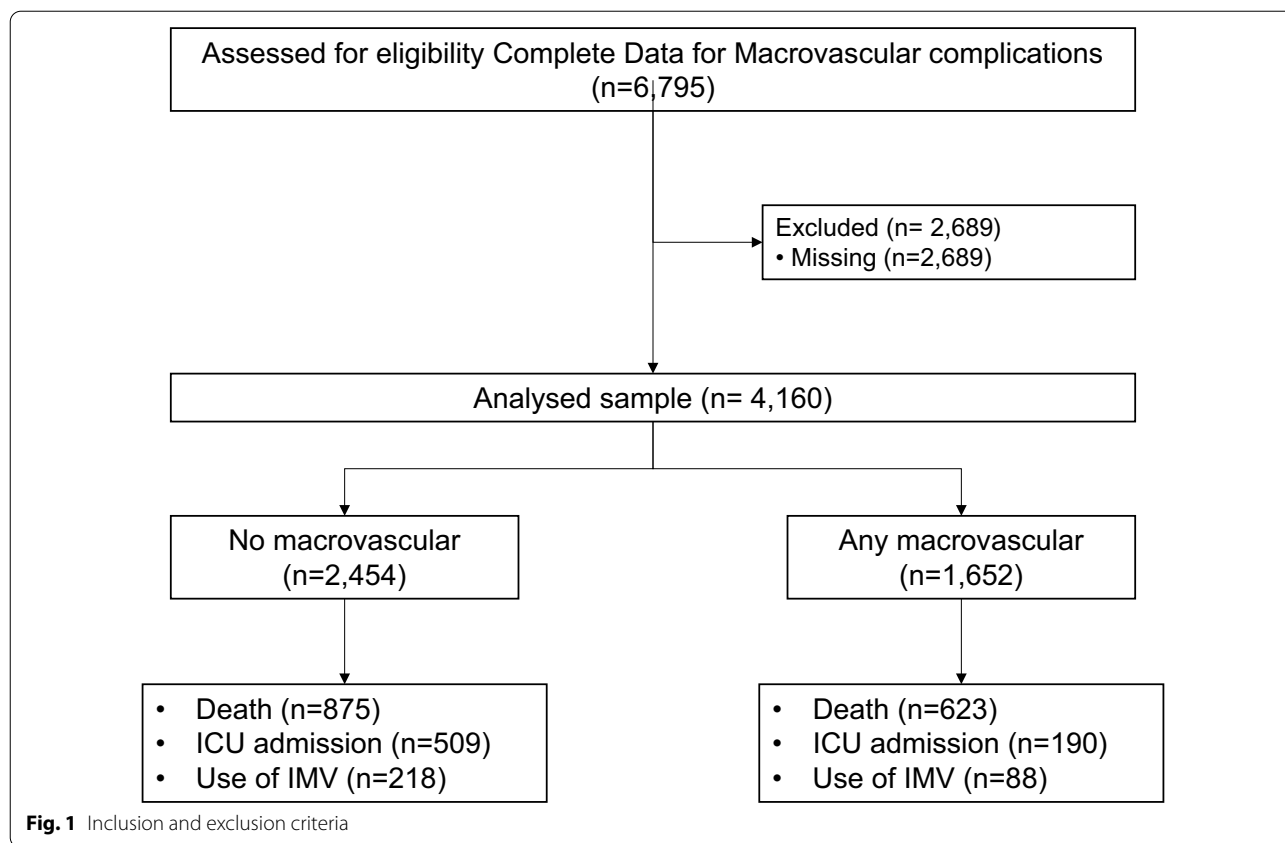 Assessed for eligibility Complete Data for Macrovascular complications
(n=6,795)
Excluded (n= 2,689)
• Missing (n=2,689)
Analysed sample (n= 4,160)
No macrovascular
(n=2,454)
Any macrovascular
(n=1,652)
• Death (n=875)
• ICU admission (n=509)
• Use of IMV (n=218)
• Death (n=623)
• ICU admission (n=190)
• Use of IMV (n=88)
Fig. 1 Inclusion and exclusion criteria